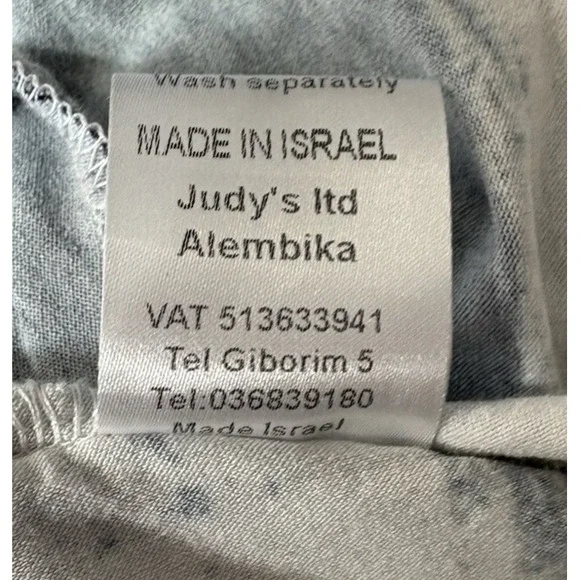 Wash separately
MADE IN ISRAEL
Judy's ltd
Alembika
VAT 513633941
Tel Giborim 5
Tel:036839180
Made Israel